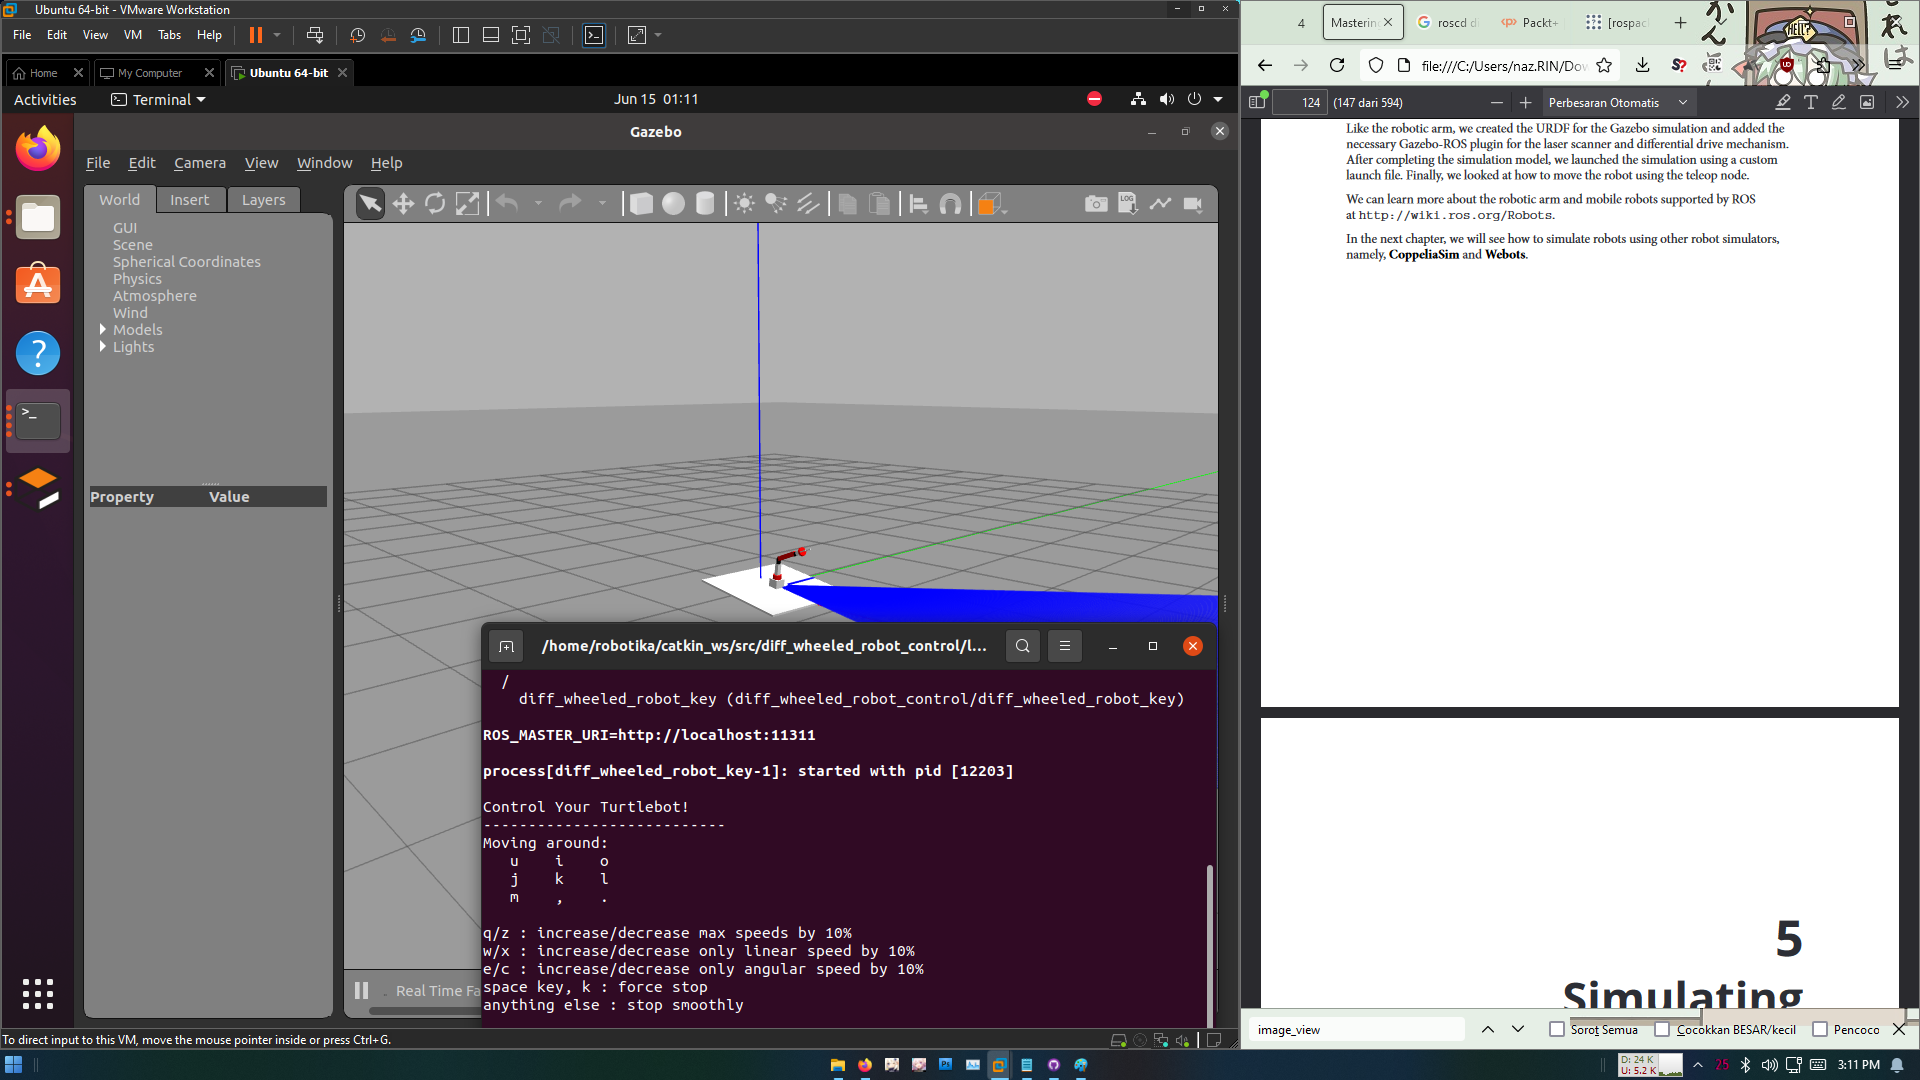 Ubuntu 64-bit - VMware Workstation
File Edit View VM Tabs Help
Home
My Computer
Ubuntu 64-bit
Activities
Terminal
Jun 15 01:11
Gazebo
File Edit Camera View Window Help
World Insert Layers
GUI
Scene
Spherical Coordinates
Physics
Atmosphere
Wind
Models
Lights
Property Value
LOG
Real Time Fa
/home/robotika/catkin_ws/src/diff_wheeled_robot_control/l...
/
diff_wheeled_robot_key (diff_wheeled_robot_control/diff_wheeled_robot_key)
ROS_MASTER_URI=http://localhost:11311
process[diff_wheeled_robot_key-1]: started with pid [12203]
Control Your Turtlebot!
---------------------------
Moving around:
u i o
j k l
m , .
q/z : increase/decrease max speeds by 10%
w/x : increase/decrease only linear speed by 10%
e/c : increase/decrease only angular speed by 10%
space key, k : force stop
anything else : stop smoothly
To direct input to this VM, move the mouse pointer inside or press Ctrl+G.
4
Mastering
roscd d
Packt+
[rospac
HELL?
file:///C:/Users/naz.RIN/Dow
124 (147 dari 594)
Perbesaran Otomatis
Like the robotic arm, we created the URDF for the Gazebo simulation and added the
necessary Gazebo-ROS plugin for the laser scanner and differential drive mechanism.
After completing the simulation model, we launched the simulation using a custom
launch file. Finally, we looked at how to move the robot using the teleop node.
We can learn more about the robotic arm and mobile robots supported by ROS
at http://wiki.ros.org/Robots.
In the next chapter, we will see how to simulate robots using other robot simulators,
namely, CoppeliaSim and Webots.
5
Simulating
image_view
Sorot Semua
Cocokkan BESAR/kecil
Pencoco
D: 24 K
U: 5.2 K
25
3:11 PM